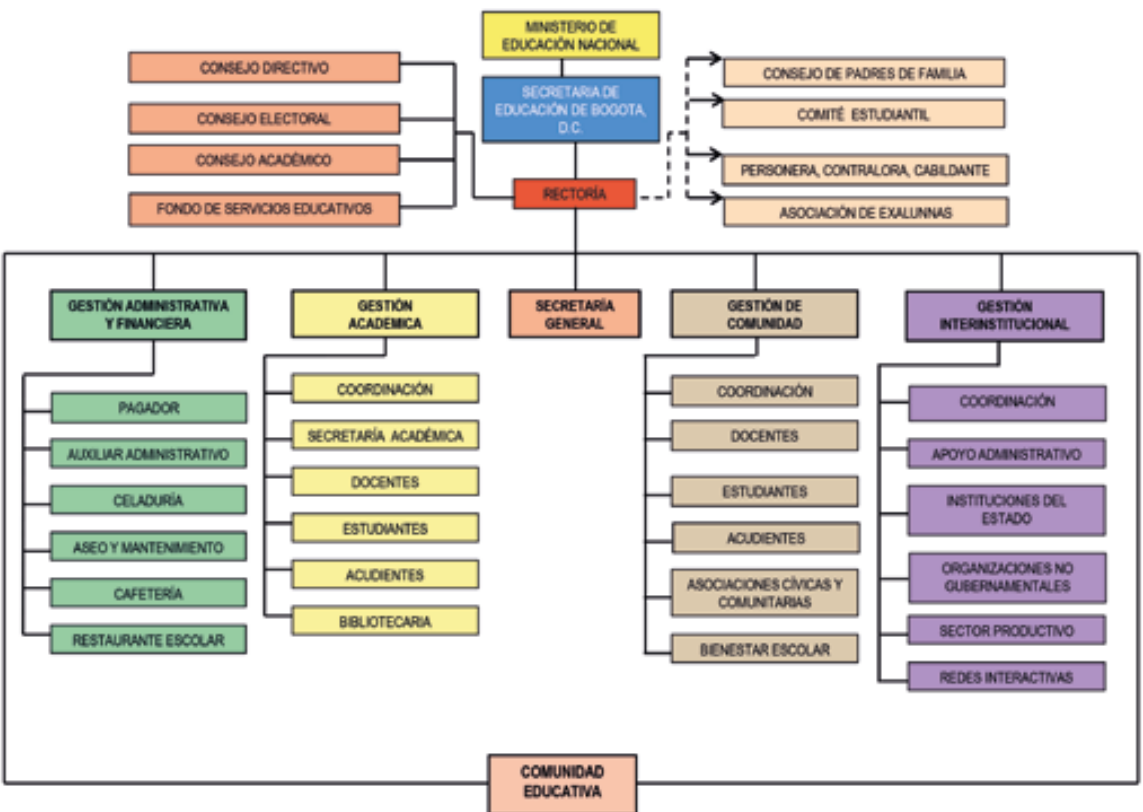 MINISTERIO DE
EDUCACIÓN NACIONAL
SECRETARIA DE
EDUCACIÓN DE BOGOTA,
D.C.
RECTORÍA
CONSEJO DIRECTIVO
CONSEJO ELECTORAL
CONSEJO ACADÉMICO
FONDO DE SERVICIOS EDUCATIVOS
CONSEJO DE PADRES DE FAMILIA
COMITÉ ESTUDIANTIL
PERSONERA, CONTRALORA, CABILDANTE
ASOCIACIÓN DE EXALUNNAS
GESTIÓN ADMINISTRATIVA
Y FINANCIERA
PAGADOR
AUXILIAR ADMINISTRATIVO
CELADURÍA
ASEO Y MANTENIMIENTO
CAFETERÍA
RESTAURANTE ESCOLAR
GESTIÓN
ACADEMICA
COORDINACIÓN
SECRETARÍA ACADÉMICA
DOCENTES
ESTUDIANTES
ACUDIENTES
BIBLIOTECARIA
SECRETARÍA
GENERAL
GESTIÓN DE
COMUNIDAD
COORDINACIÓN
DOCENTES
ESTUDIANTES
ACUDIENTES
ASOCIACIONES CÍVICAS Y
COMUNITARIAS
BIENESTAR ESCOLAR
GESTIÓN
INTERINSTITUCIONAL
COORDINACIÓN
APOYO ADMINISTRATIVO
INSTITUCIONES DEL
ESTADO
ORGANIZACIONES NO
GUBERNAMENTALES
SECTOR PRODUCTIVO
REDES INTERACTIVAS
COMUNIDAD
EDUCATIVA